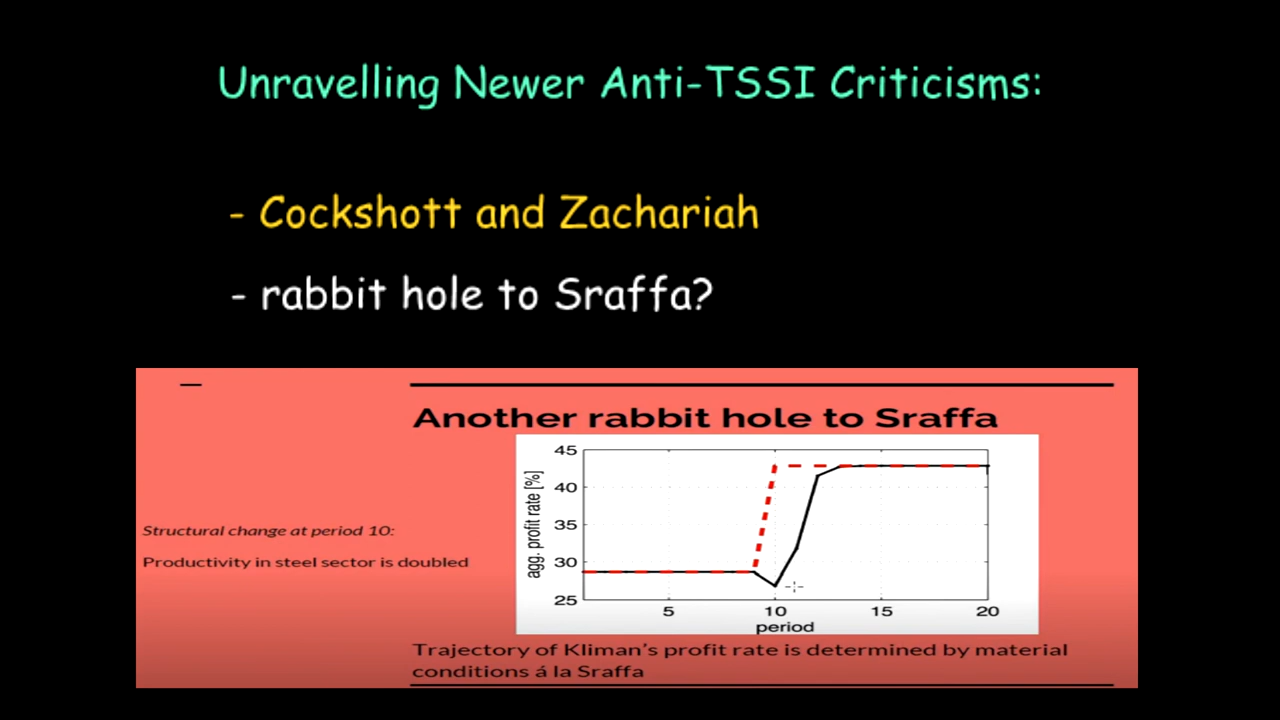 Unravelling Newer Anti-TSSI Criticisms:
- Cockshott and Zachariah
- rabbit hole to Sraffa?
Another rabbit hole to Sraffa
Structural change at period 10:
Productivity in steel sector is doubled
agg. profit rate [%]
45
40
35
30
25
5 10 15 20
period
Trajectory of Kliman's profit rate is determined by material
conditions á la Sraffa